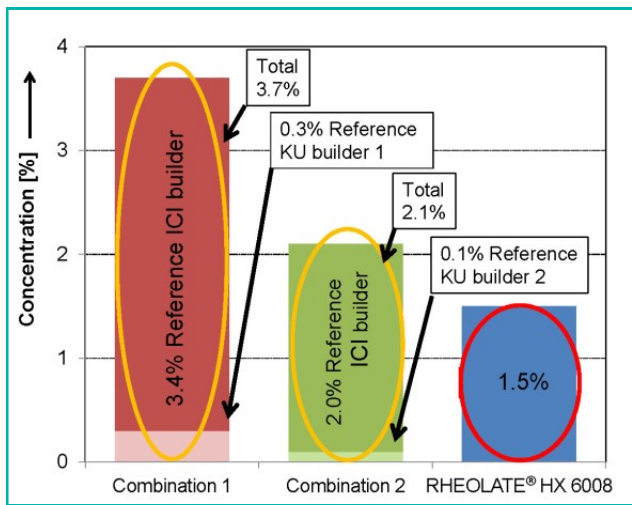 4
3
2
1
0
Concentration [%]
Total
3.7%
0.3% Reference
KU builder 1
Total
2.1%
0.1% Reference
KU builder 2
3.4% Reference ICI builder
2.0% Reference
ICI builder
1.5%
Combination 1
Combination 2
RHEOLATE® HX 6008